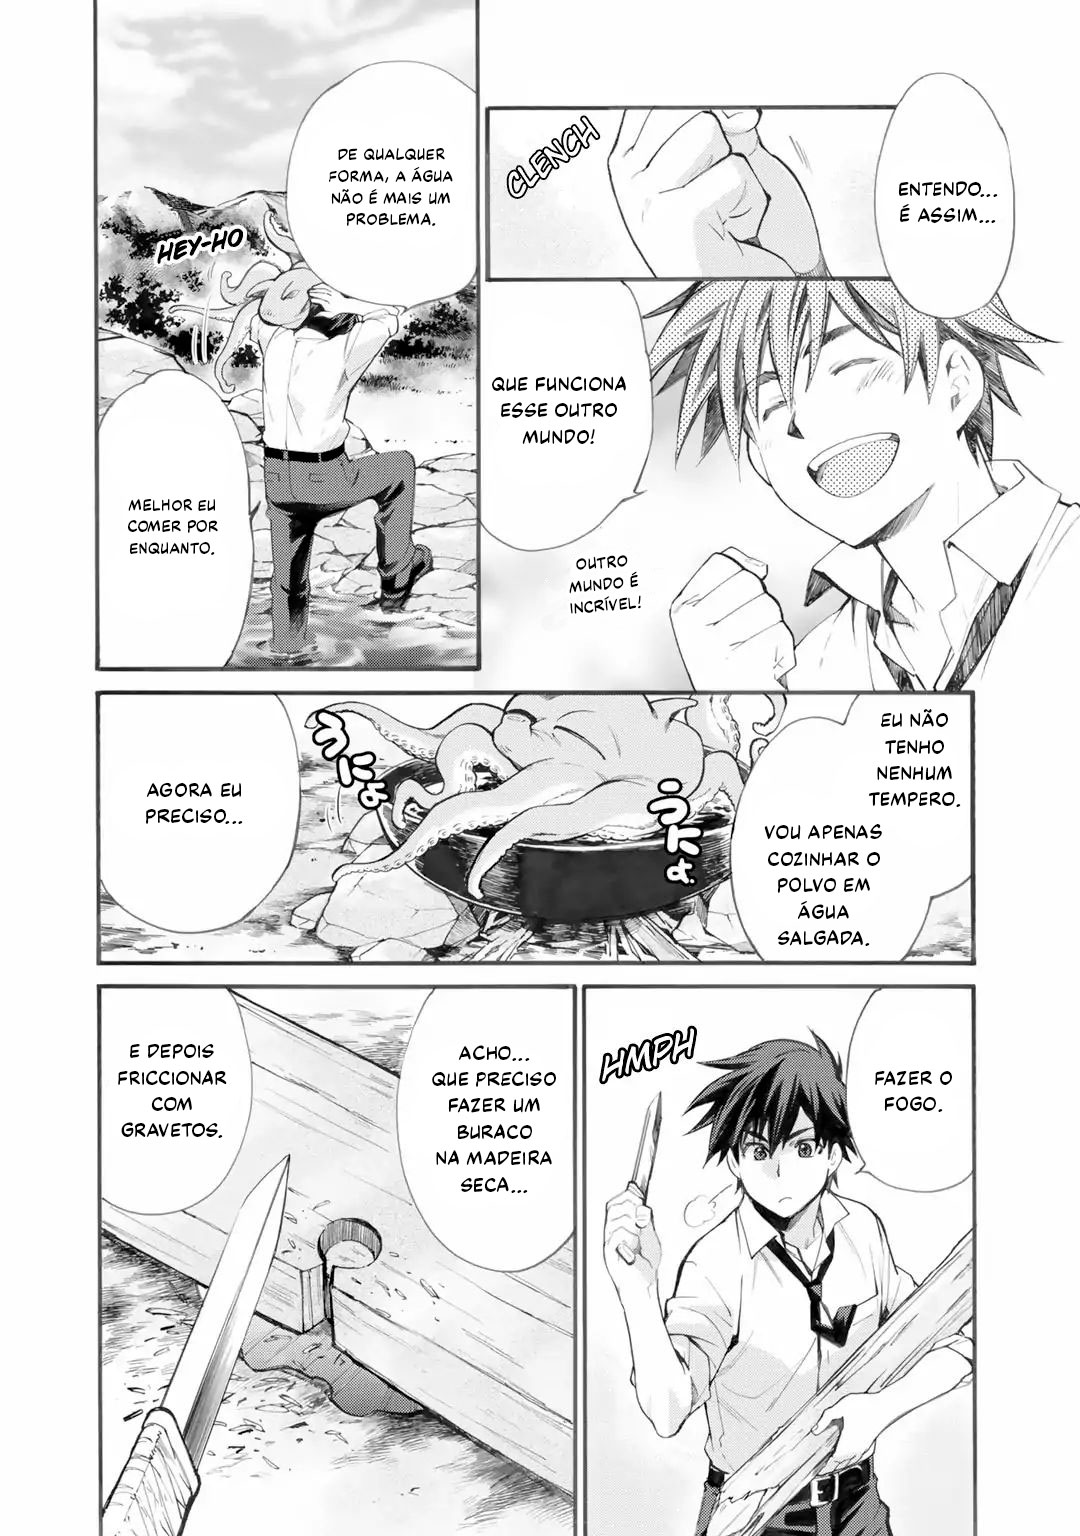 CLENCH
ENTENDO...
É ASSIM...
QUE FUNCIONA
ESSE OUTRO
MUNDO!
OUTRO
MUNDO É
INCRÍVEL!
DE QUALQUER
FORMA, A ÁGUA
NÃO É MAIS UM
PROBLEMA.
HEY-HO
MELHOR EU
COMER POR
ENQUANTO.
EU NÃO
TENHO
NENHUM
TEMPERO.
VOU APENAS
COZINHAR O
POLVO EM
ÁGUA
SALGADA.
うにょ
うにょ
AGORA EU
PRECISO...
FAZER O
FOGO.
HMPH
ACHO...
QUE PRECISO
FAZER UM
BURACO
NA MADEIRA
SECA...
E DEPOIS
FRICCIONAR
COM
GRAVETOS.